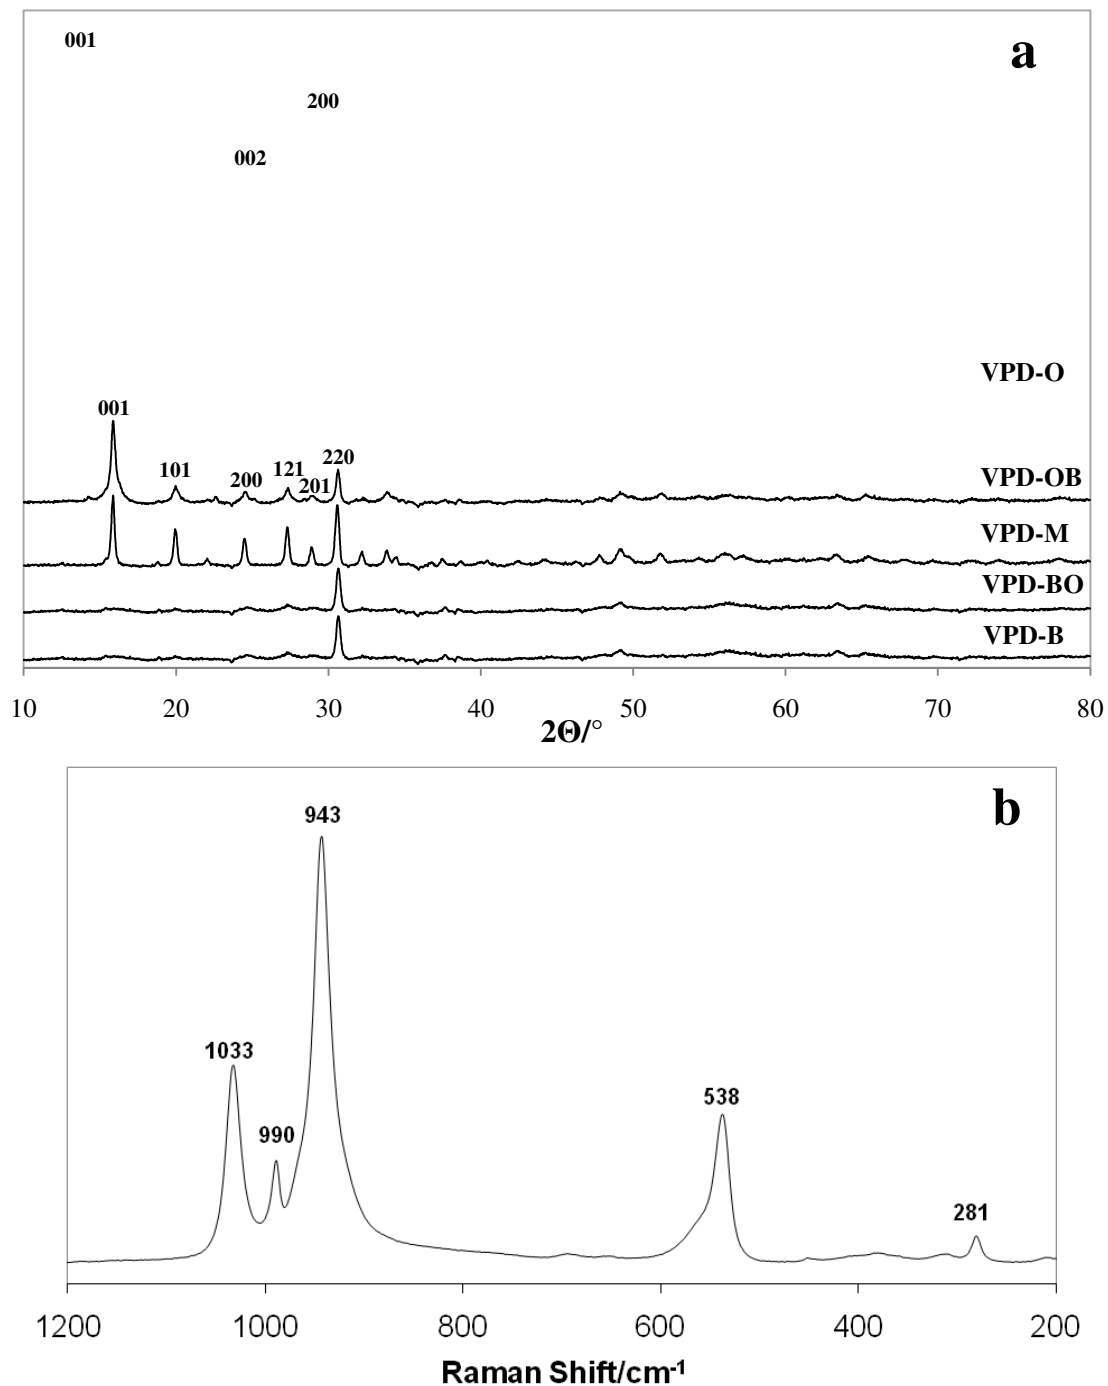 001
a
200
002
VPD-O
001
101
200
121
201
220
VPD-OB
VPD-M
VPD-BO
VPD-B
10 20 30 40 50 60 70 80
2Θ/°
b
943
1033
990
538
281
1200 1000 800 600 400 200
Raman Shift/cm-1